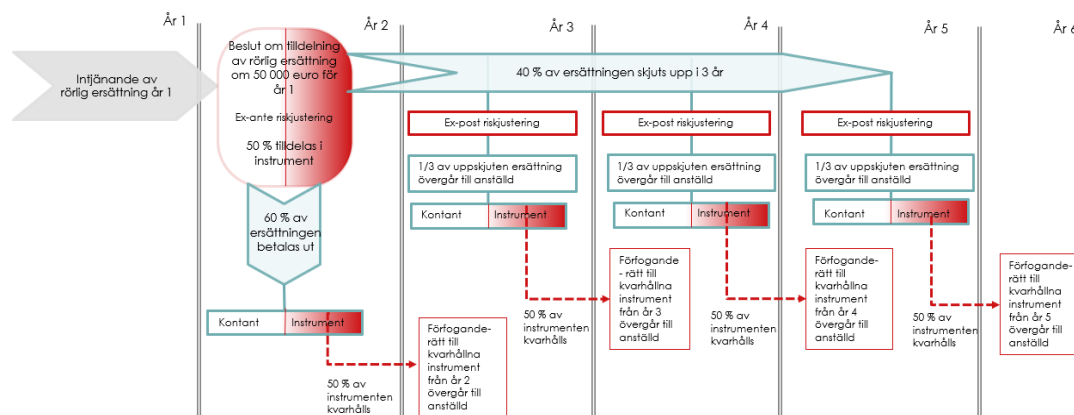 År 1
År 2
År 3
År 4
År 5
År 6
Intjänande av
rörlig ersättning år 1
Beslut om tilldelning
av rörlig ersättning
om 50 000 euro för
år 1
Ex-ante riskjustering
50 % tilldelas i
instrument
40 % av ersättningen skjuts upp i 3 år
Ex-post riskjustering
Ex-post riskjustering
Ex-post riskjustering
1/3 av uppskjuten ersättning
övergår till anställd
1/3 av uppskjuten ersättning
övergår till anställd
1/3 av uppskjuten ersättning
övergår till anställd
60 % av
ersättningen
betalas ut
Kontant
Instrument
Kontant
Instrument
Kontant
Instrument
Kontant
Instrument
50 % av
instrumenten
kvarhålls
Förfogande-
rätt till
kvarhållna
instrument
från år 2
övergår till
anställd
50 % av
instrumenten
kvarhålls
Förfogande
- rätt till
kvarhållna
instrument
från år 3
övergår till
anställd
50 % av
instrumenten
kvarhålls
Förfogande-
rätt till
kvarhållna
instrument
från år 4
övergår till
anställd
50 % av
instrumenten
kvarhålls
Förfogande-
rätt till
kvarhållna
instrument
från år 5
övergår till
anställd